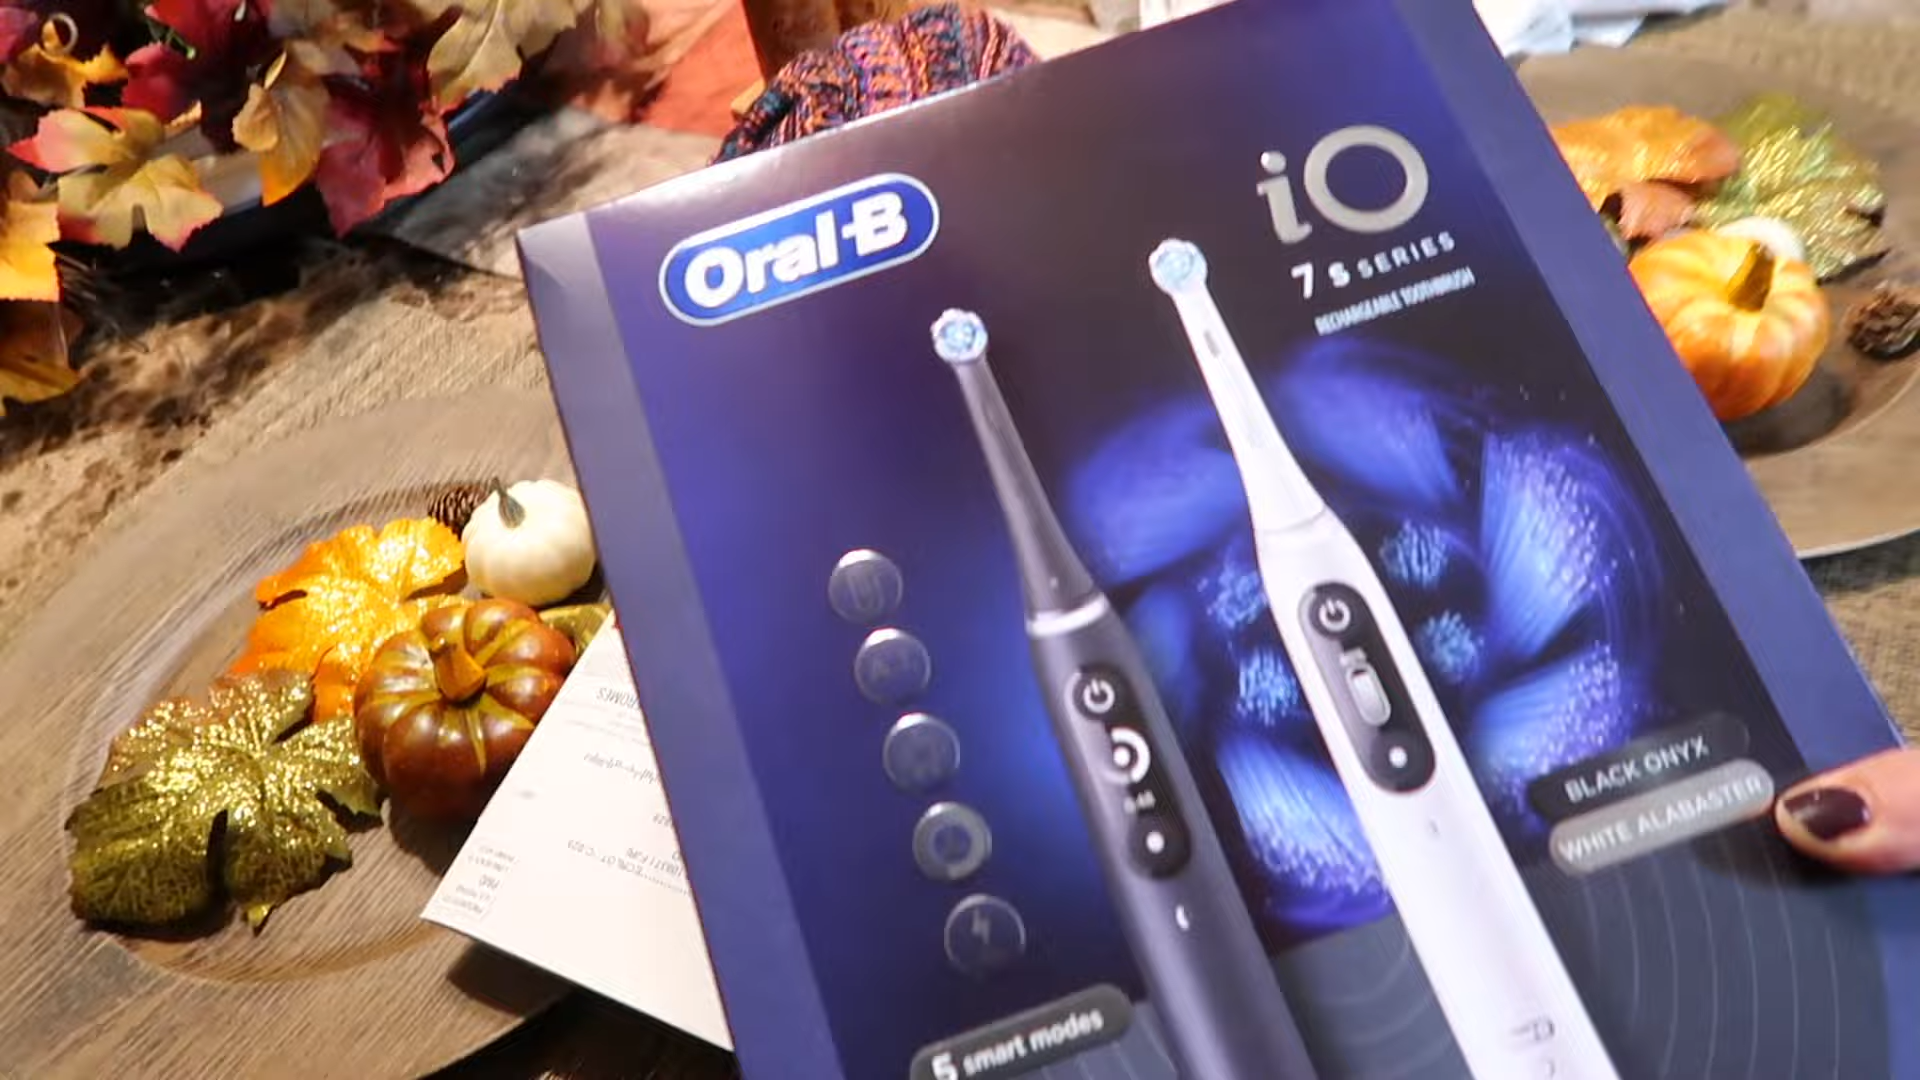 Oral-B
iO
7 S SERIES
RECHARGEABLE TOOTHBRUSH
BLACK ONYX
WHITE ALABASTER
5 smart modes